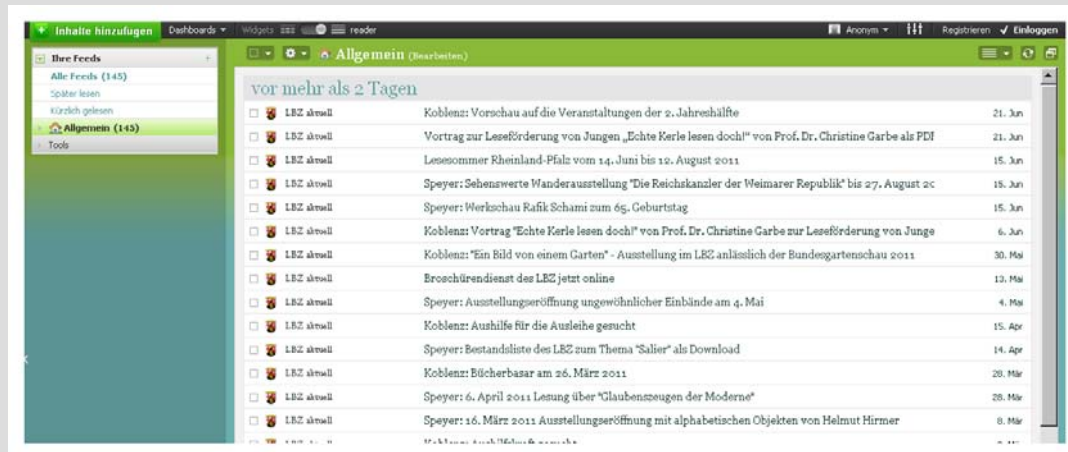 Inhalte hinzufügen Dashboards Widgets reader Anonym Registrieren ✓ Einloggen
Ihre Feeds
Alle Feeds (145)
Später lesen
Kürzlich gelesen
Allgemein (145)
Tools
Allgemein (Bearbeiten)
vor mehr als 2 Tagen
LBZ aktuell Koblenz: Vorschau auf die Veranstaltungen der 2. Jahreshälfte 21. Jun
LBZ aktuell Vortrag zur Leseförderung von Jungen „Echte Kerle lesen doch!" von Prof. Dr. Christine Garbe als PDF 21. Jun
LBZ aktuell Lesesommer Rheinland-Pfalz vom 14. Juni bis 12. August 2011 15. Jun
LBZ aktuell Speyer: Sehenswerte Wanderausstellung "Die Reichskanzler der Weimarer Republik" bis 27. August 15. Jun
LBZ aktuell Speyer: Werkschau Rafik Schami zum 65. Geburtstag 15. Jun
LBZ aktuell Koblenz: Vortrag "Echte Kerle lesen doch!" von Prof. Dr. Christine Garbe zur Leseförderung von Junge 6. Jun
LBZ aktuell Koblenz: "Ein Bild von einem Garten" - Ausstellung im LBZ anlässlich der Bundesgartenschau 2011 30. Mai
LBZ aktuell Broschürendienst des LBZ jetzt online 13. Mai
LBZ aktuell Speyer: Ausstellungseröffnung ungewöhnlicher Einbände am 4. Mai 4. Mai
LBZ aktuell Koblenz: Aushilfe für die Ausleihe gesucht 15. Apr
LBZ aktuell Speyer: Bestandsliste des LBZ zum Thema "Salier" als Download 14. Apr
LBZ aktuell Koblenz: Bücherbasar am 26. März 2011 28. Mär
LBZ aktuell Speyer: 6. April 2011 Lesung über "Glaubenszeugen der Moderne" 28. Mär
LBZ aktuell Speyer: 16. März 2011 Ausstellungseröffnung mit alphabetischen Objekten von Helmut Hirmer 8. Mär